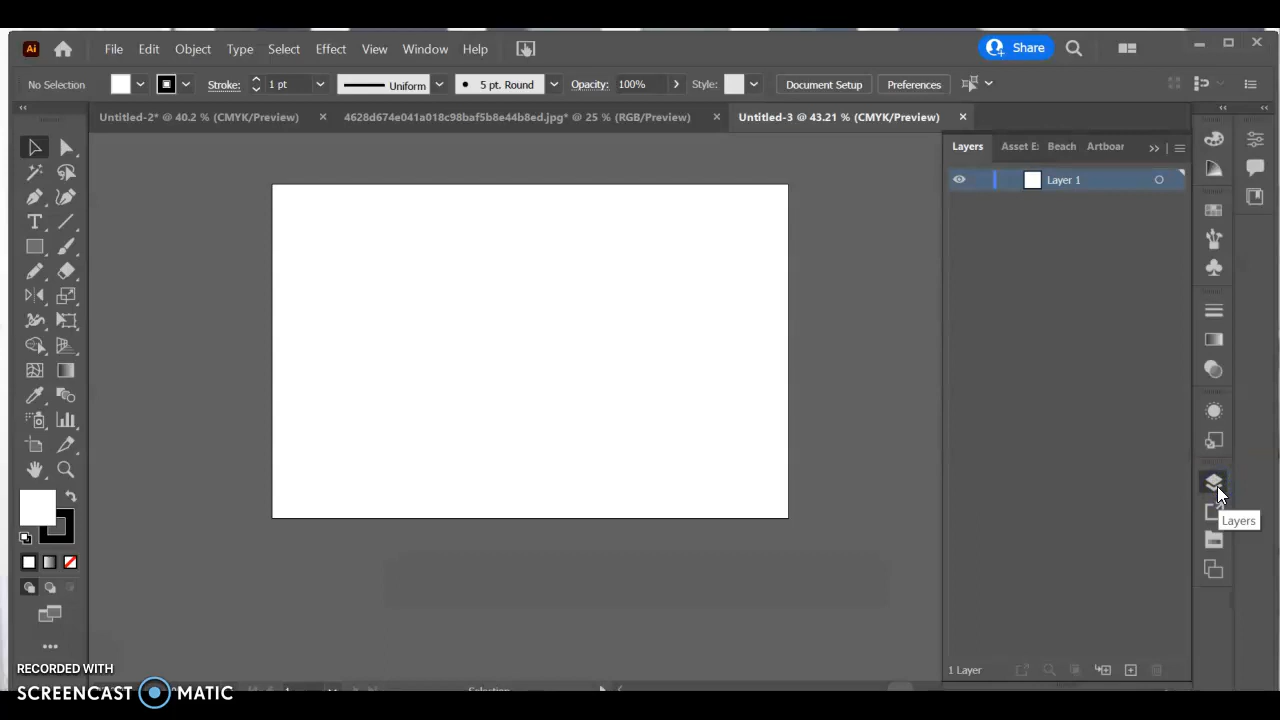 Ai File Edit Object Type Select Effect View Window Help Share
No Selection Stroke: 1 pt Uniform 5 pt. Round Opacity: 100% Style: Document Setup Preferences
Untitled-2* @ 40.2 % (CMYK/Preview) × 4628d674e041a018c98baf5b8e44b8ed.jpg* @ 25 % (RGB/Preview) × Untitled-3 @ 43.21 % (CMYK/Preview) ×
Layers Asset E: Beach Artboar
Layer 1
Layers
1 Layer
RECORDED WITH
SCREENCAST MATIC